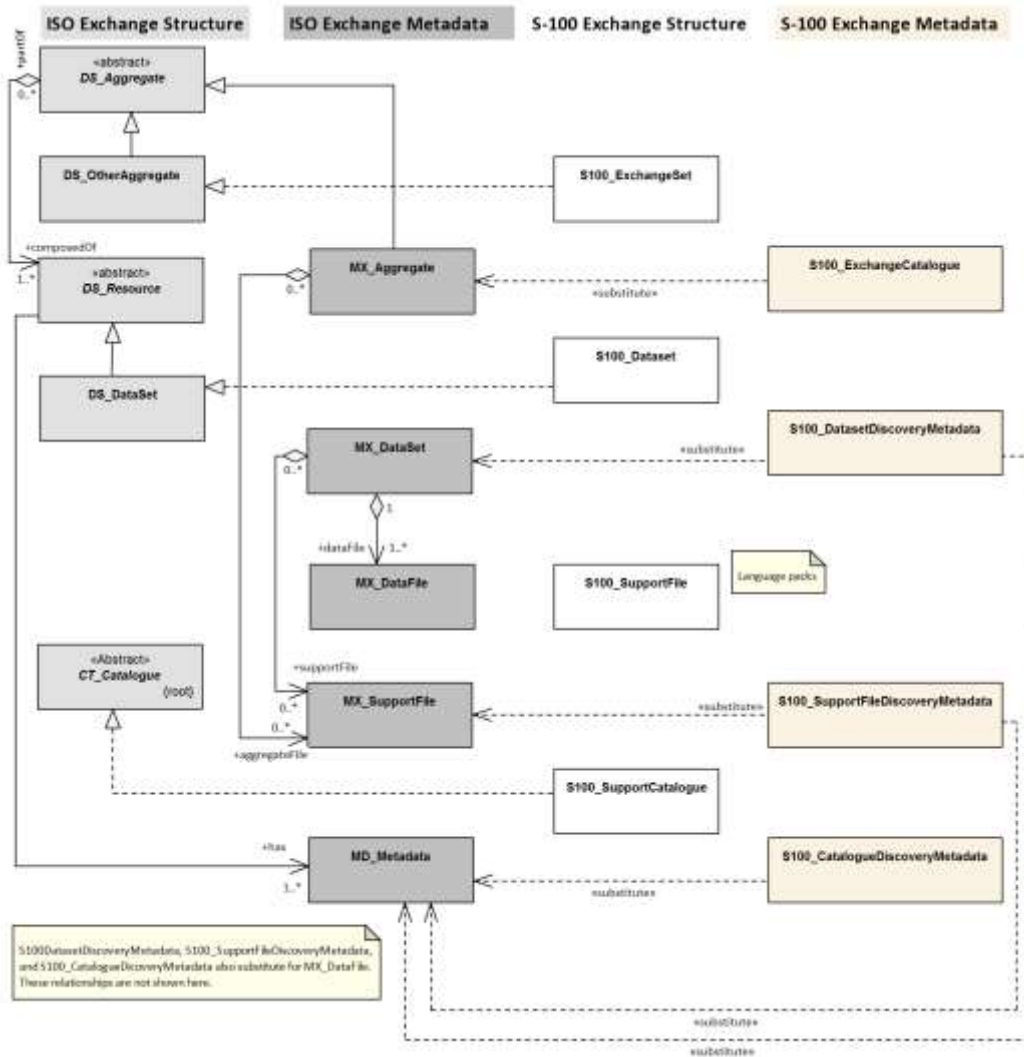 ISO Exchange Structure
ISO Exchange Metadata
S-100 Exchange Structure
S-100 Exchange Metadata
+partOf
0..*
«abstract»
DS_Aggregate
DS_OtherAggregate
S100_ExchangeSet
+composedOf
1..*
«abstract»
DS_Resource
MX_Aggregate
0..*
«substitute»
S100_ExchangeCatalogue
S100_Dataset
DS_DataSet
MX_DataSet
0..*
1
«substitute»
S100_DatasetDiscoveryMetadata
+dataFile
1..*
MX_DataFile
S100_SupportFile
Language packs
«Abstract»
CT_Catalogue
{root}
+supportFile
0..*
MX_SupportFile
0..*
+aggregateFile
«substitute»
S100_SupportFileDiscoveryMetadata
S100_SupportCatalogue
+has
1..*
MD_Metadata
«substitute»
S100_CatalogueDiscoveryMetadata
S100DatasetDiscoveryMetadata, S100_SupportFileDiscoveryMetadata,
and S100_CatalogueDicoveryMetadata also substitute for MX_DataFile.
These relationships are not shown here.
«substitute»
«substitute»